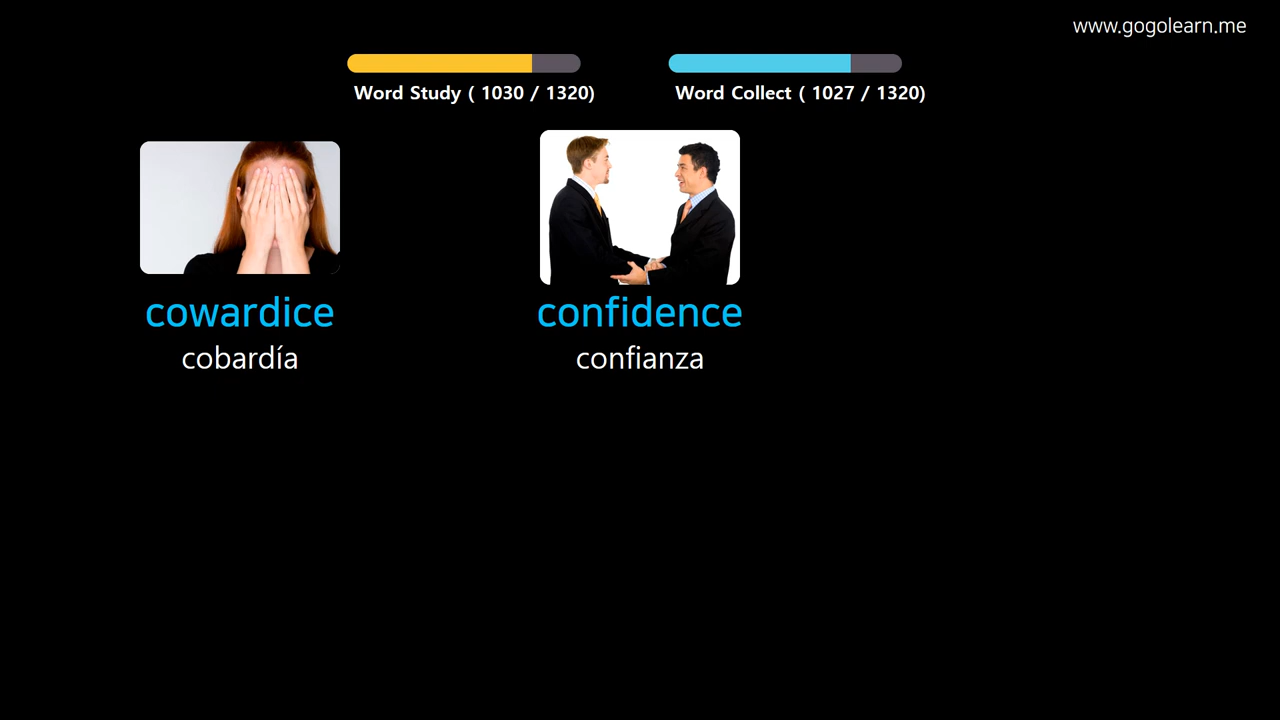 www.gogolearn.me
Word Study ( 1030 / 1320)
Word Collect ( 1027 / 1320)
cowardice
cobardía
confidence
confianza